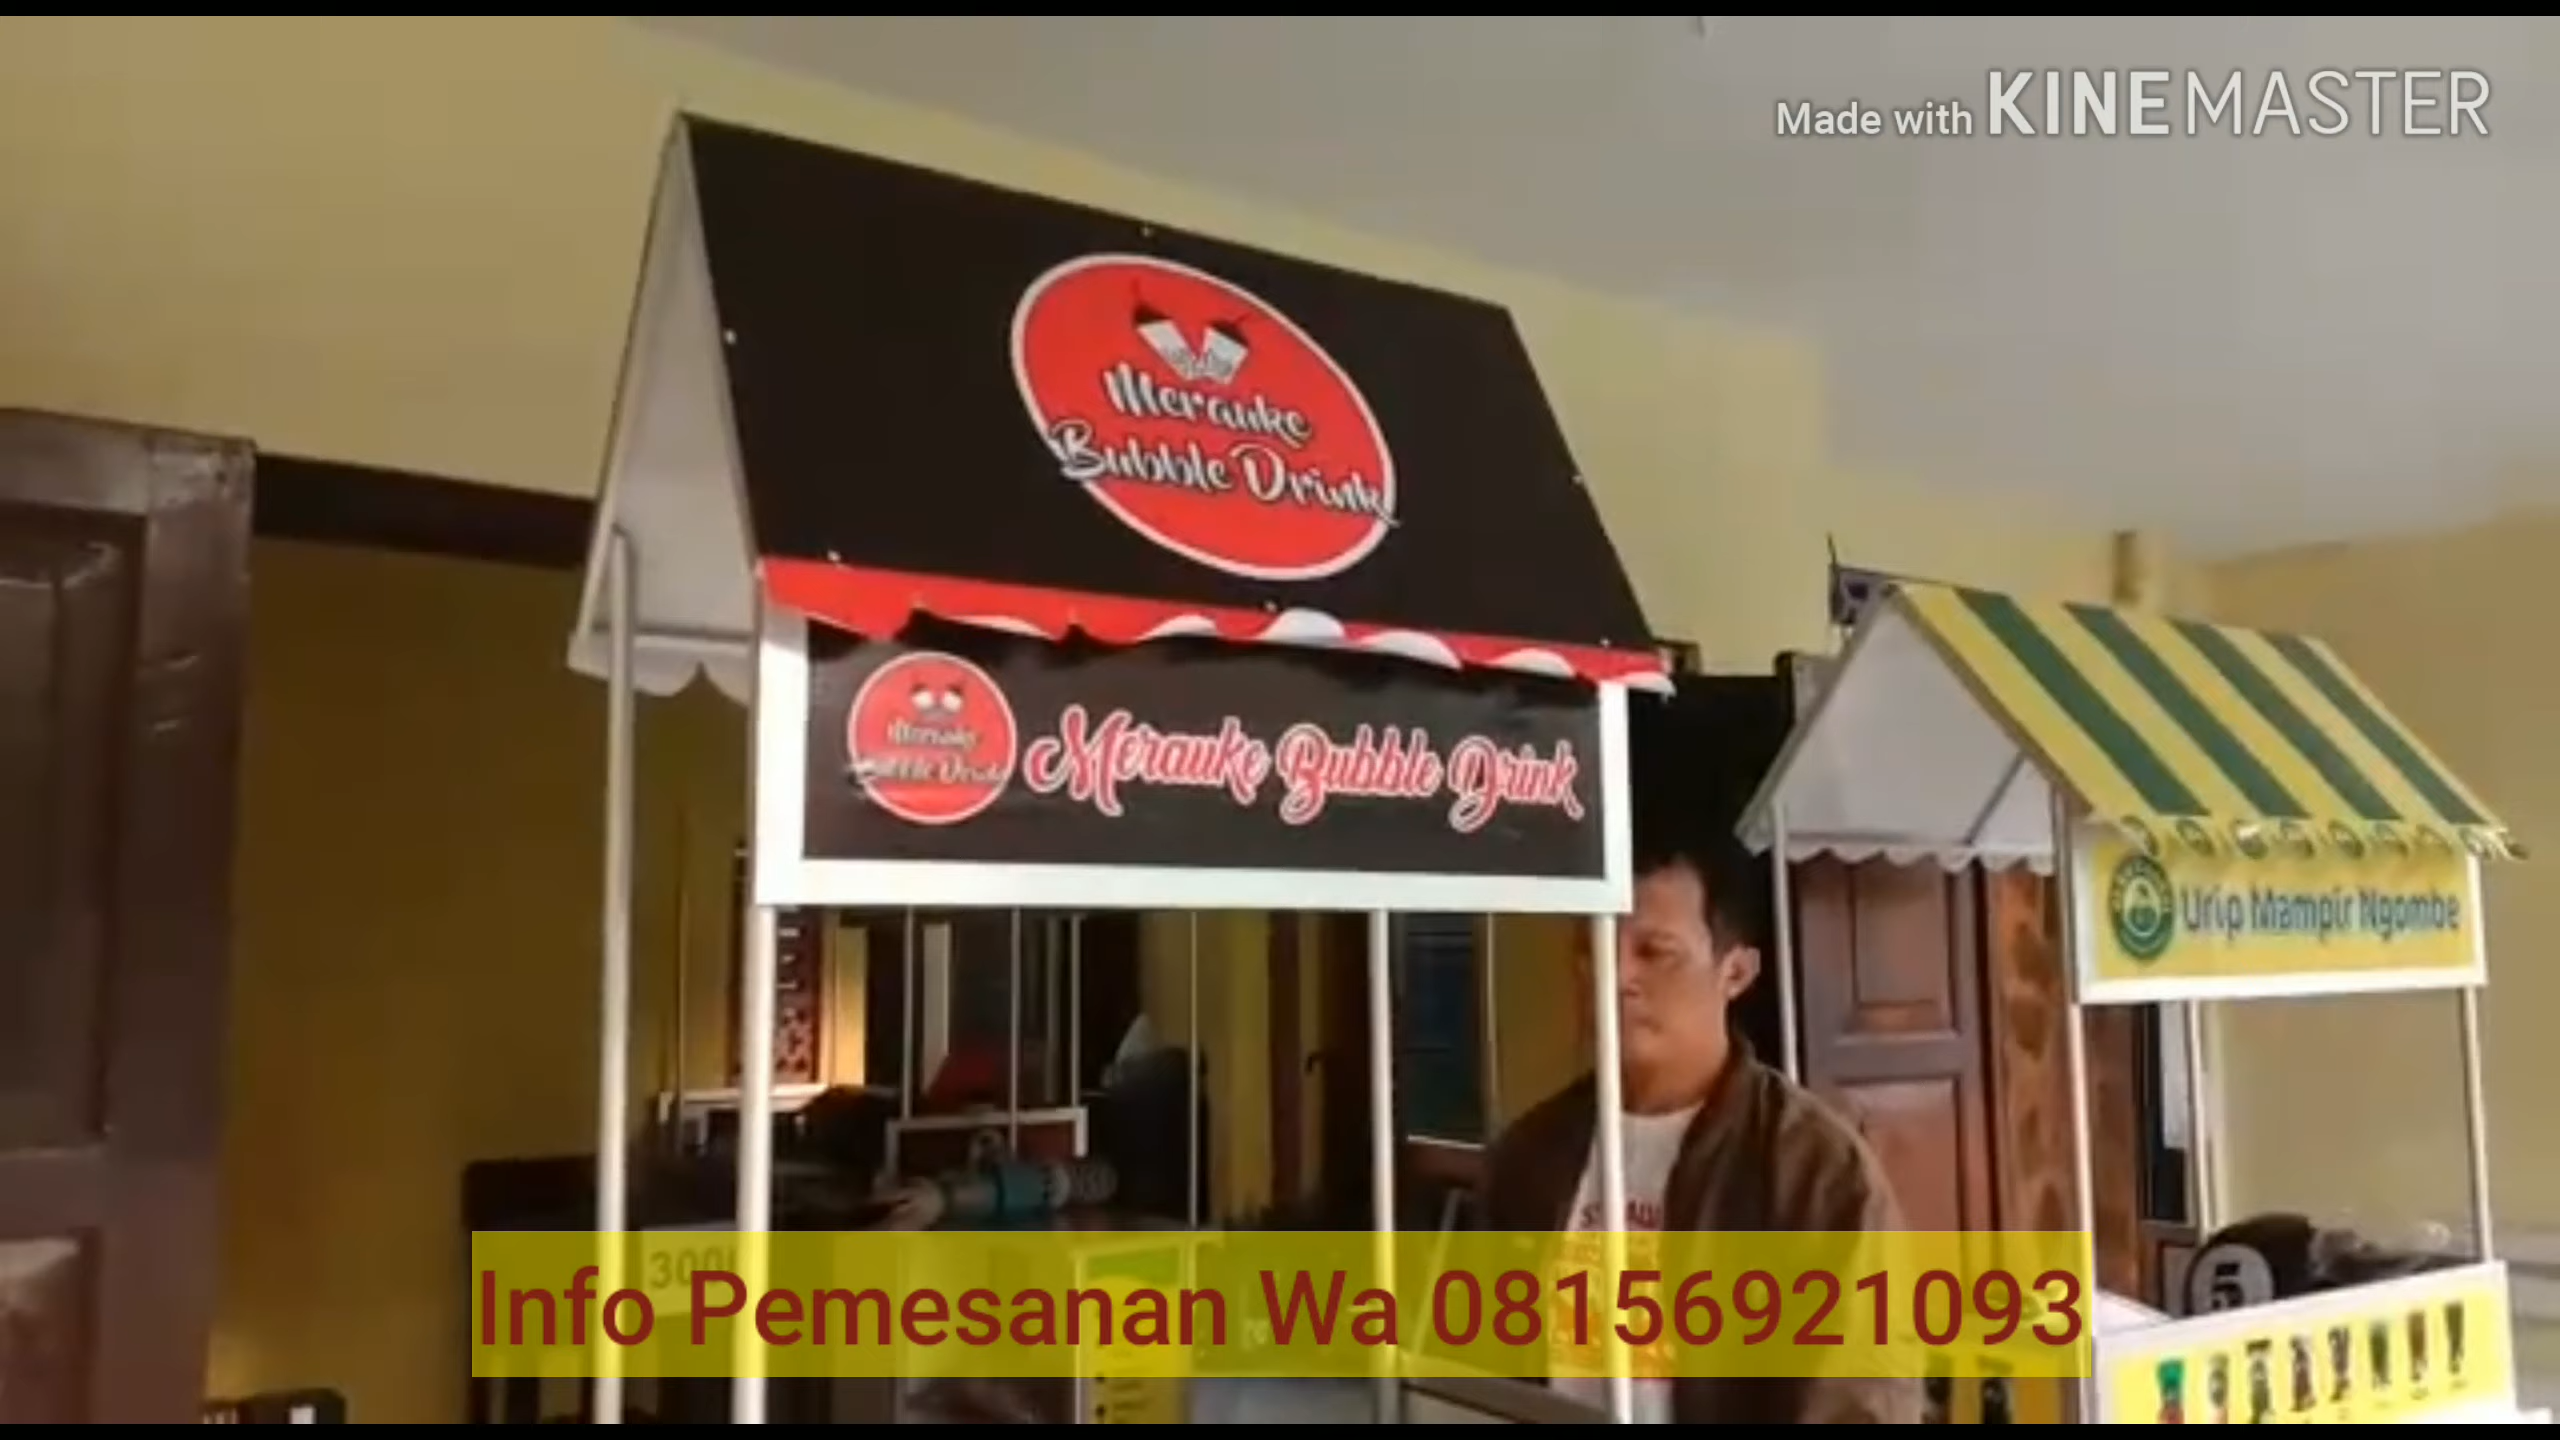 Made with KINEMASTER
Merauke
Bubble Drink
Merauke
Bubble Drink
Merauke Bubble Drink
Urip Mampir Ngombe
5
Info Pemesanan Wa 08156921093